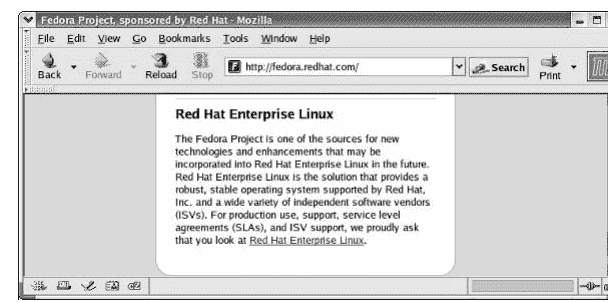 Fedora Project, sponsored by Red Hat - Mozilla
File Edit View Go Bookmarks Tools Window Help
http://fedora.redhat.com/ Search
Back Forward Reload Stop Print
Red Hat Enterprise Linux
The Fedora Project is one of the sources for new
technologies and enhancements that may be
incorporated into Red Hat Enterprise Linux in the future.
Red Hat Enterprise Linux is the solution that provides a
robust, stable operating system supported by Red Hat,
Inc. and a wide variety of independent software vendors
(ISVs). For production use, support, service level
agreements (SLAs), and ISV support, we proudly ask
that you look at Red Hat Enterprise Linux.